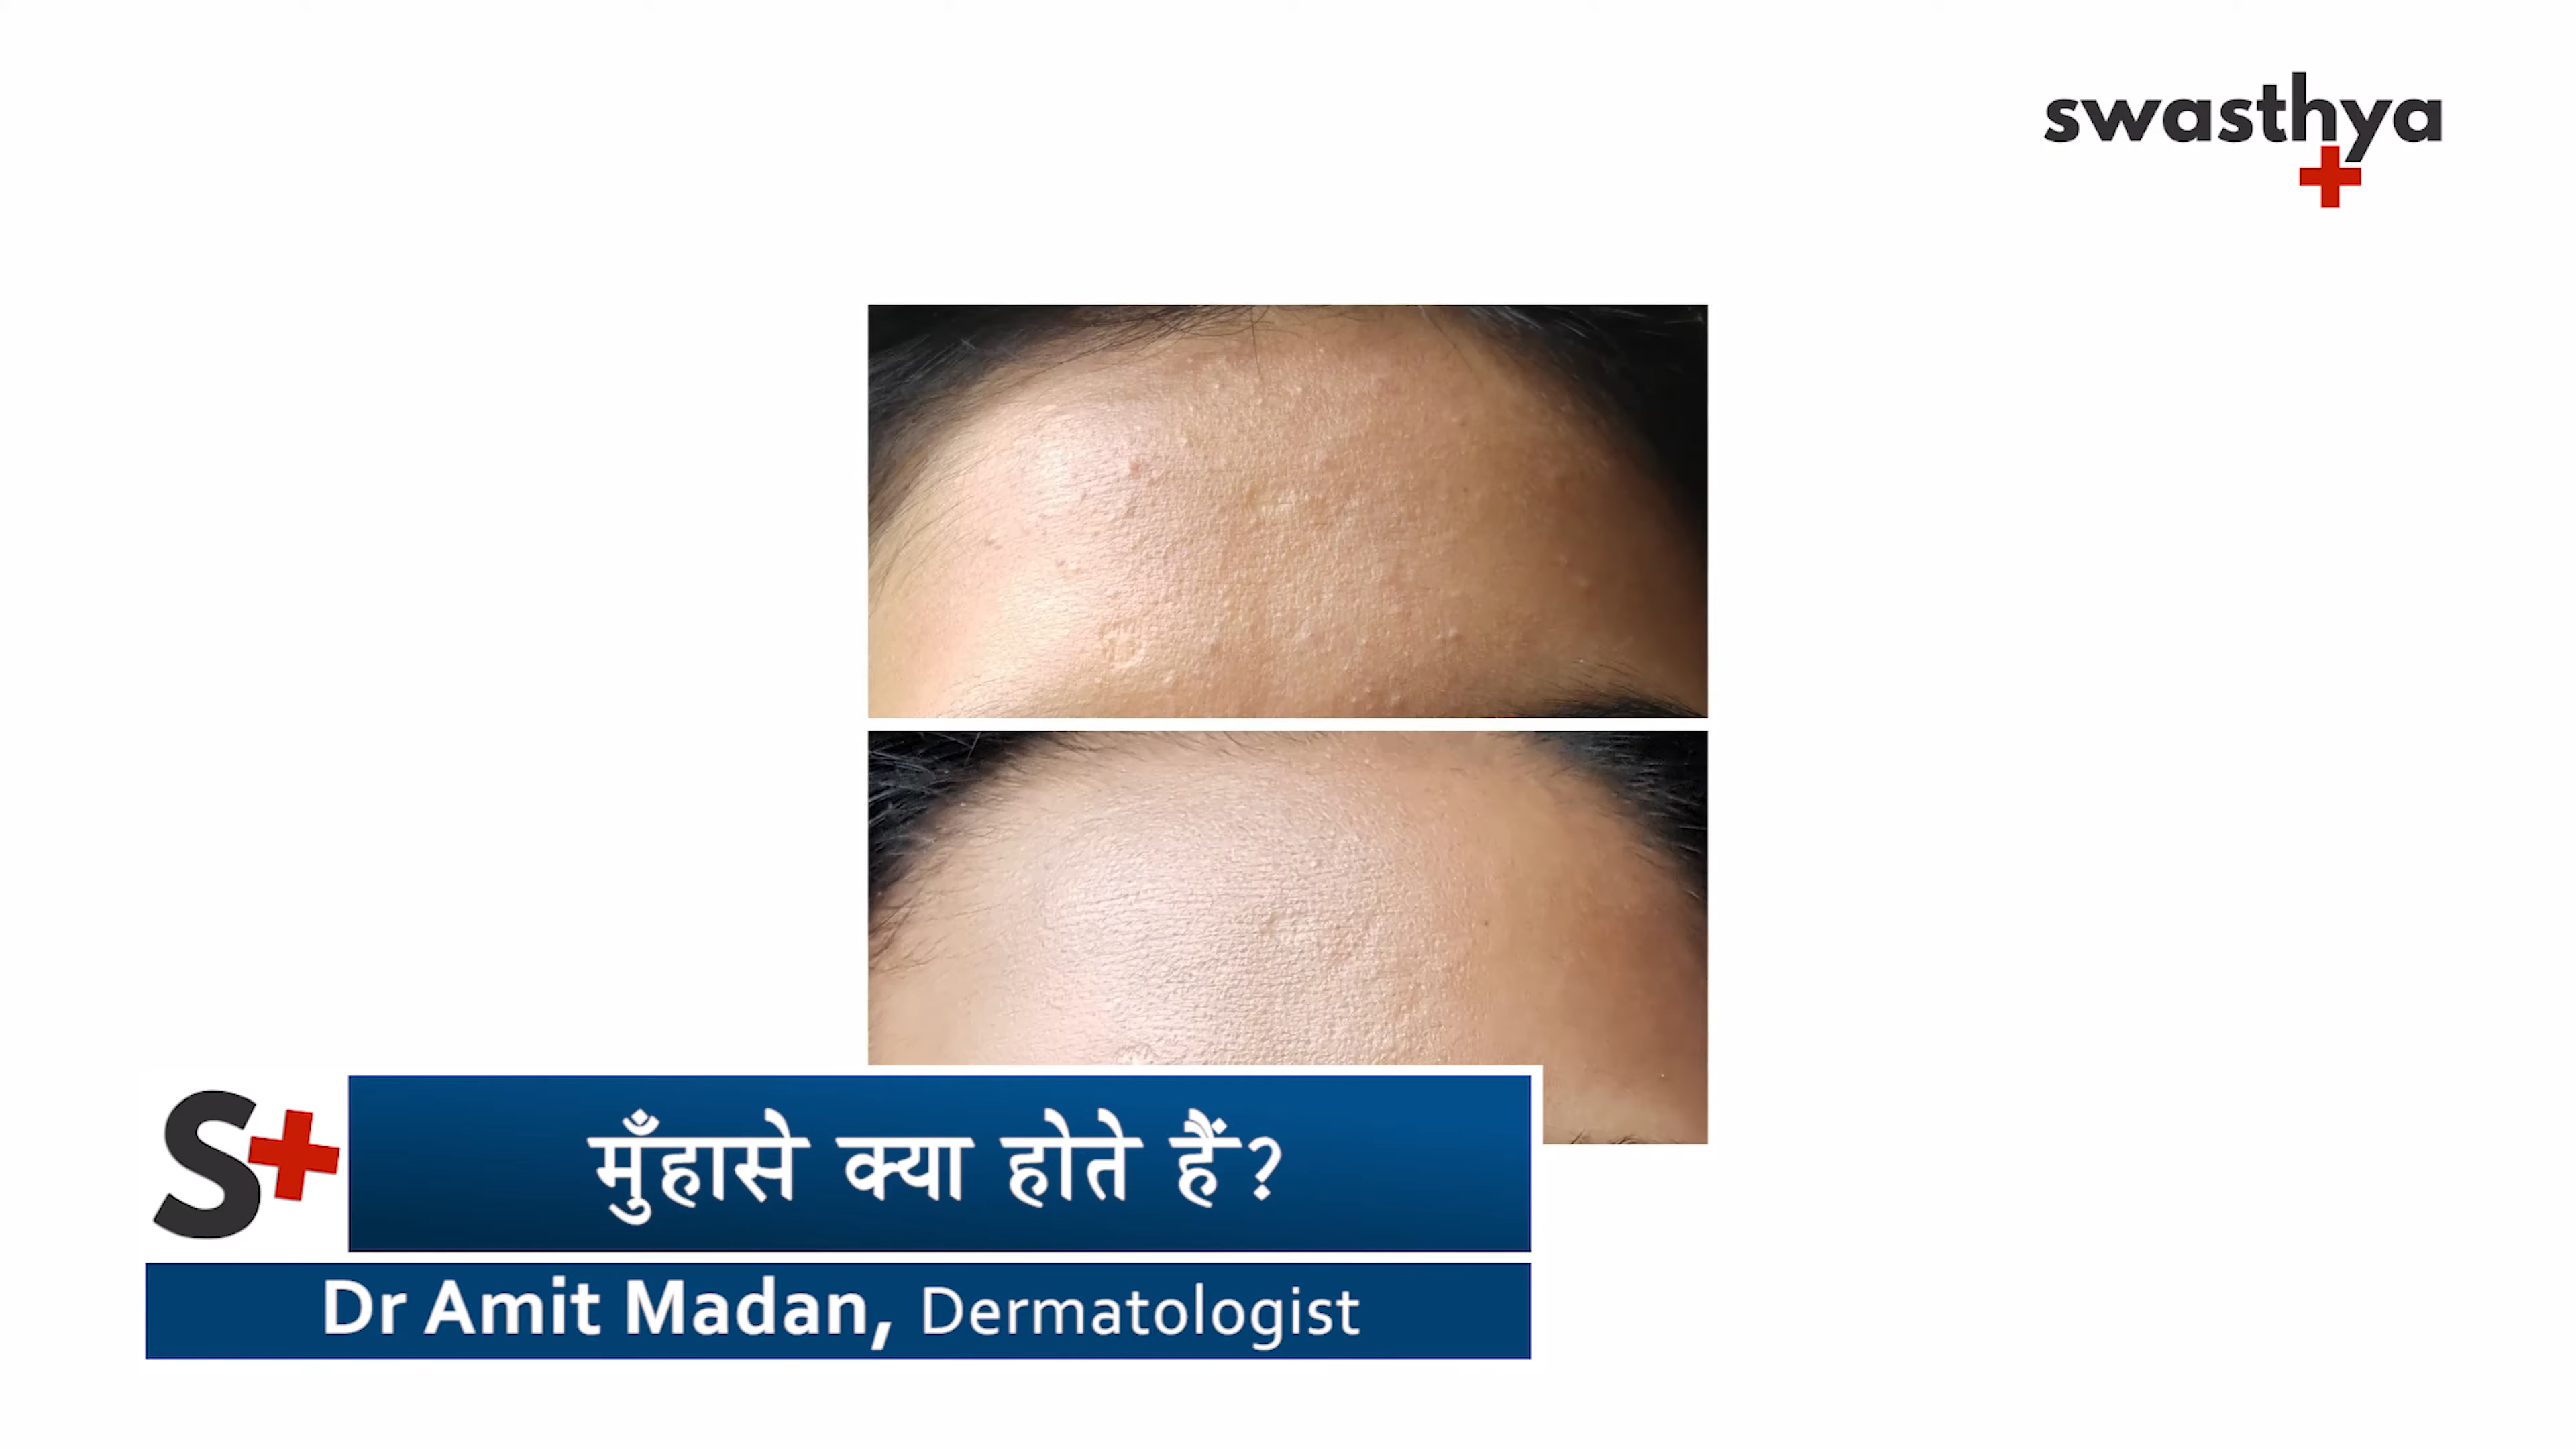 swasthya
+
S+
मुँहासे क्या होते हैं?
Dr Amit Madan, Dermatologist